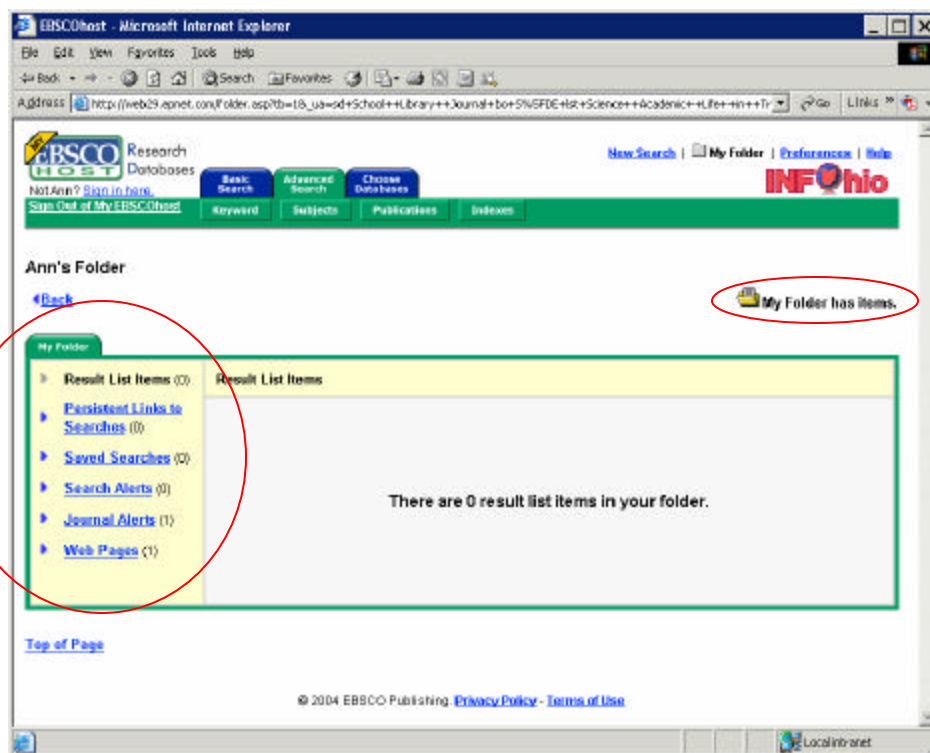 EBSCOhost - Microsoft Internet Explorer
File Edit View Favorites Tools Help
Back Search Favorites
Address Go Links »
MY
EBSCO HOST Research Databases
New Search | My Folder | Preferences | Help
INFOhio
Not Ann? Sign in here.
Sign Out of My EBSCOhost
Basic Search Advanced Search Choose Databases
Keyword Subjects Publications Indexes
Ann's Folder
Back
My Folder has items.
My Folder
Result List Items (0)
Persistent Links to
Searches (0)
Saved Searches (0)
Search Alerts (0)
Journal Alerts (1)
Web Pages (1)
Result List Items
There are 0 result list items in your folder.
Top of Page
© 2004 EBSCO Publishing. Privacy Policy - Terms of Use
Local intranet